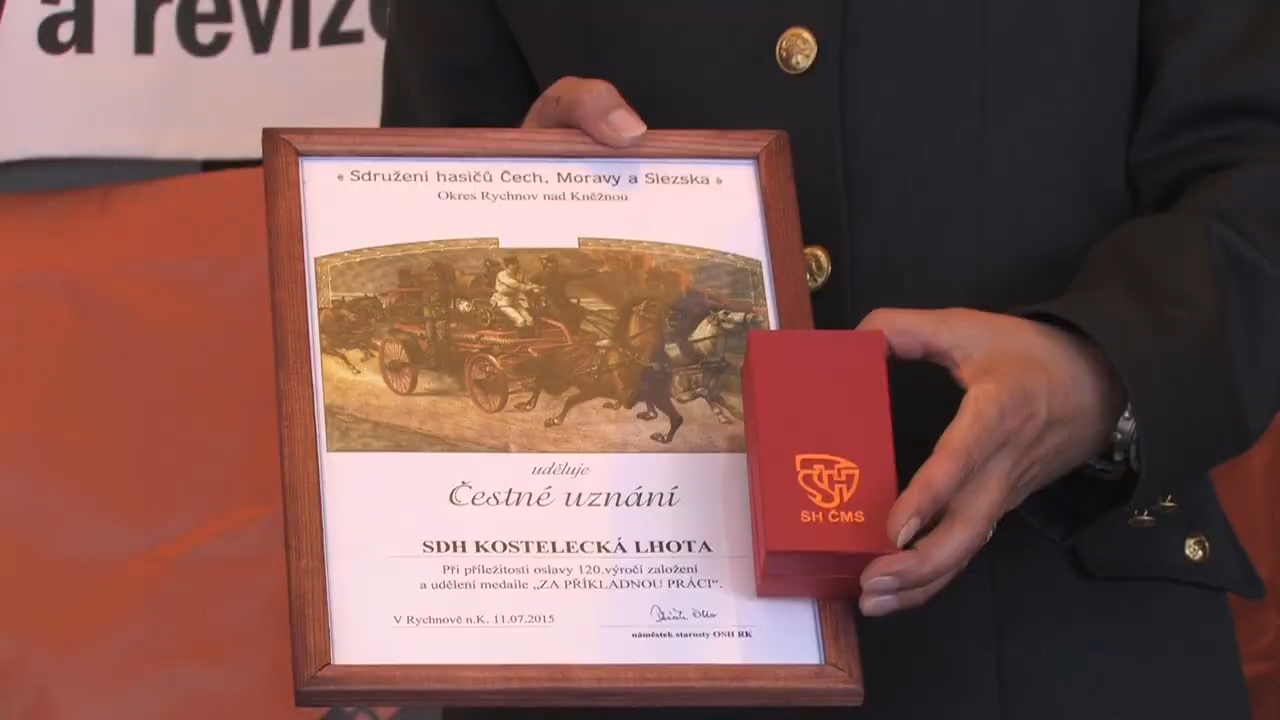 a revizo
« Sdružení hasičů Čech, Moravy a Slezska »
Okres Rychnov nad Kněžnou
uděluje
Čestné uznání
SDH KOSTELECKÁ LHOTA
Při příležitosti oslavy 120.výročí založení
a udělení medaile „ZA PŘÍKLADNOU PRÁCI“.
V Rychnově n.K. 11.07.2015
náměstek starosty OSH RK
SH ČMS